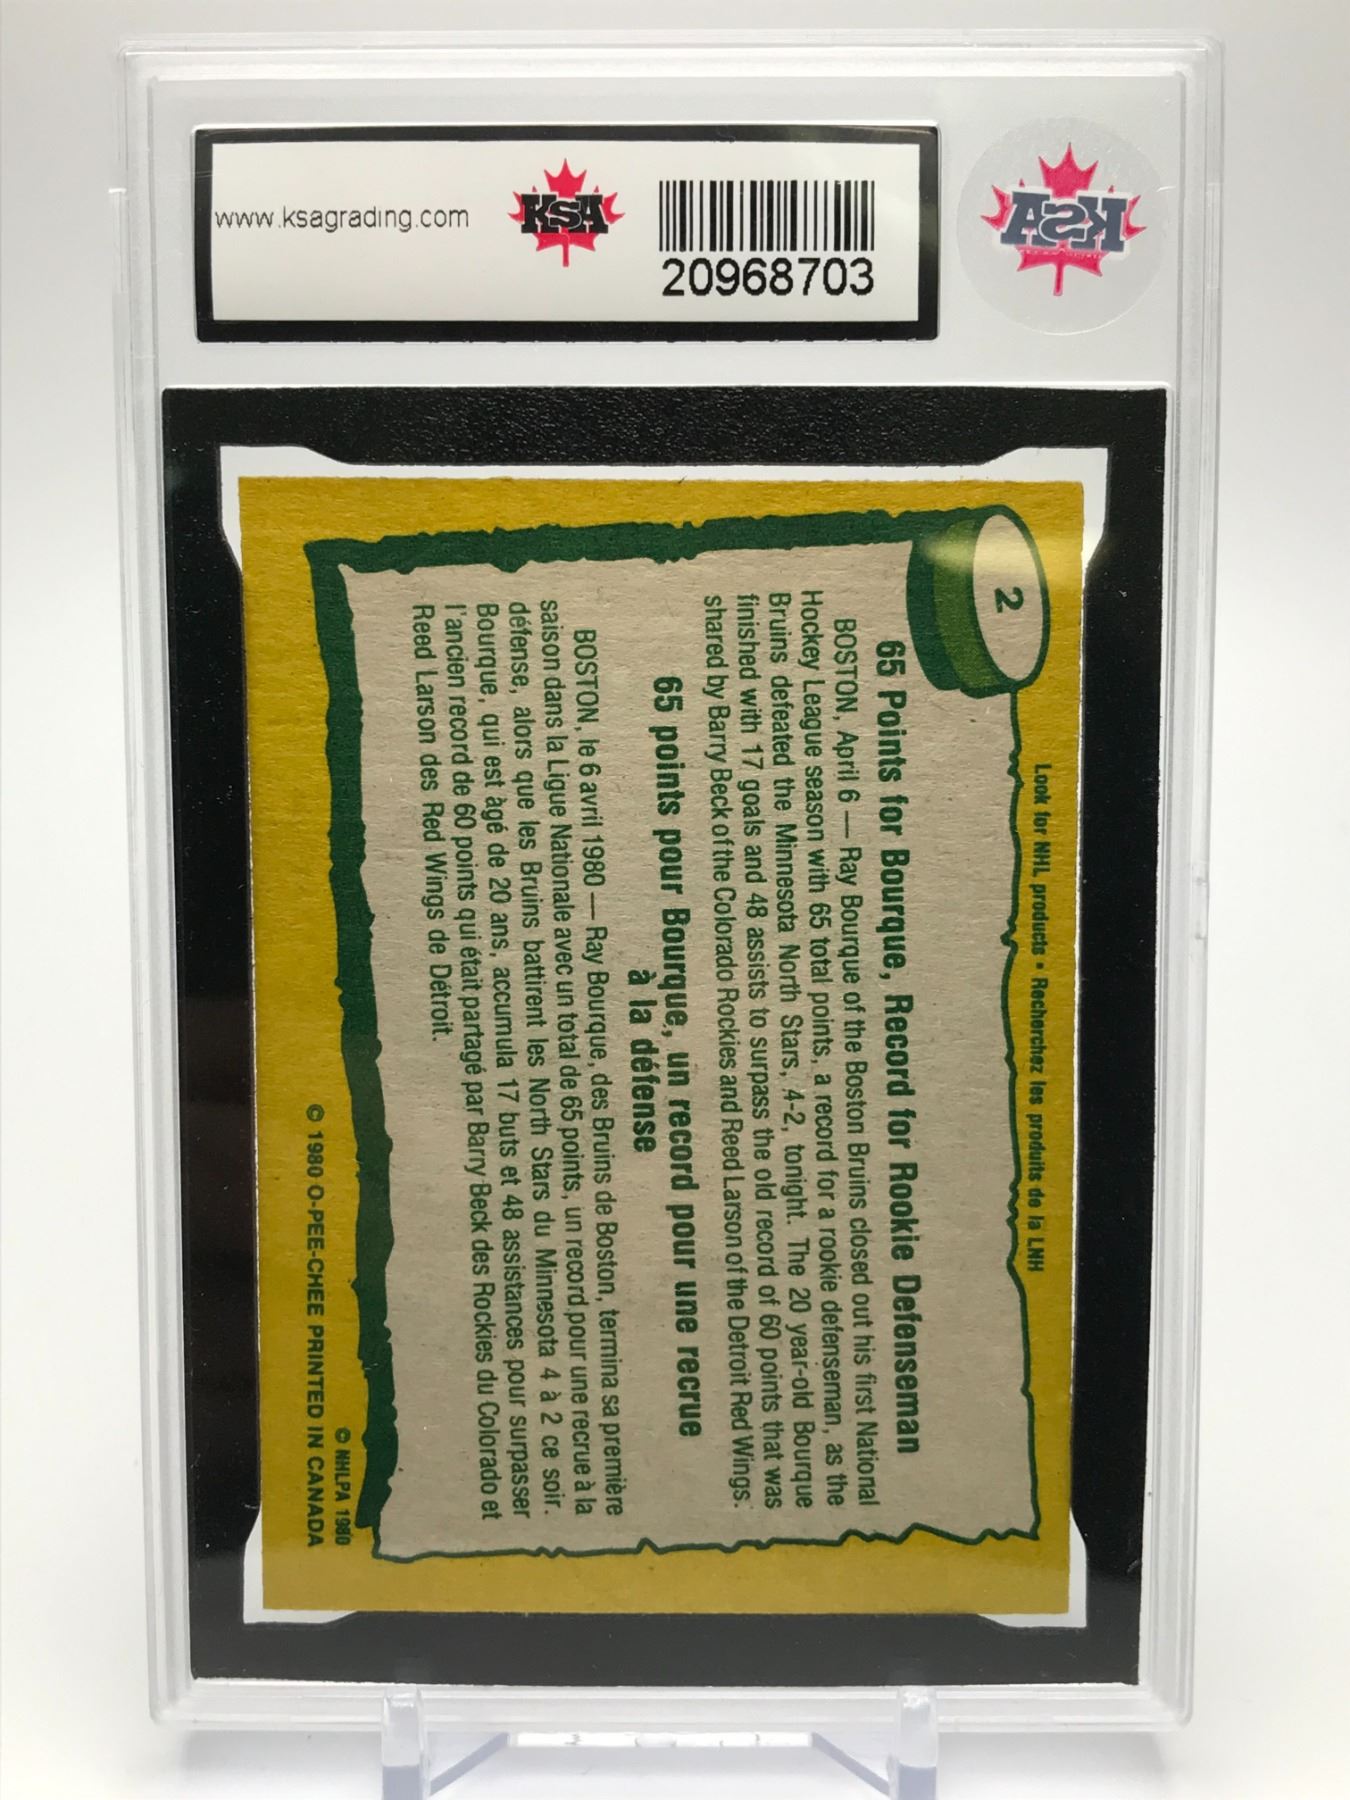 www.ksagrading.com
KSA
20968703
KSA
2
Look for NHL products • Recherchez les produits de la LNH
65 Points for Bourque, Record for Rookie Defenseman
BOSTON, April 6 — Ray Bourque of the Boston Bruins closed out his first National
Hockey League season with 65 total points, a record for a rookie defenseman, as the
Bruins defeated the Minnesota North Stars, 4-2, tonight. The 20 year-old Bourque
finished with 17 goals and 48 assists to surpass the old record of 60 points that was
shared by Barry Beck of the Colorado Rockies and Reed Larson of the Detroit Red Wings.
65 points pour Bourque, un record pour une recrue
à la défense
BOSTON, le 6 avril 1980 — Ray Bourque, des Bruins de Boston, termina sa première
saison dans la Ligue Nationale avec un total de 65 points, un record pour une recrue à la
défense, alors que les Bruins battirent les North Stars du Minnesota 4 à 2 ce soir.
Bourque, qui est àgé de 20 ans, accumula 17 buts et 48 assistances pour surpasser
l'ancien record de 60 points qui était partagé par Barry Beck des Rockies du Colorado et
Reed Larson des Red Wings de Détroit.
© NHLPA 1980
© 1980 O-PEE-CHEE PRINTED IN CANADA